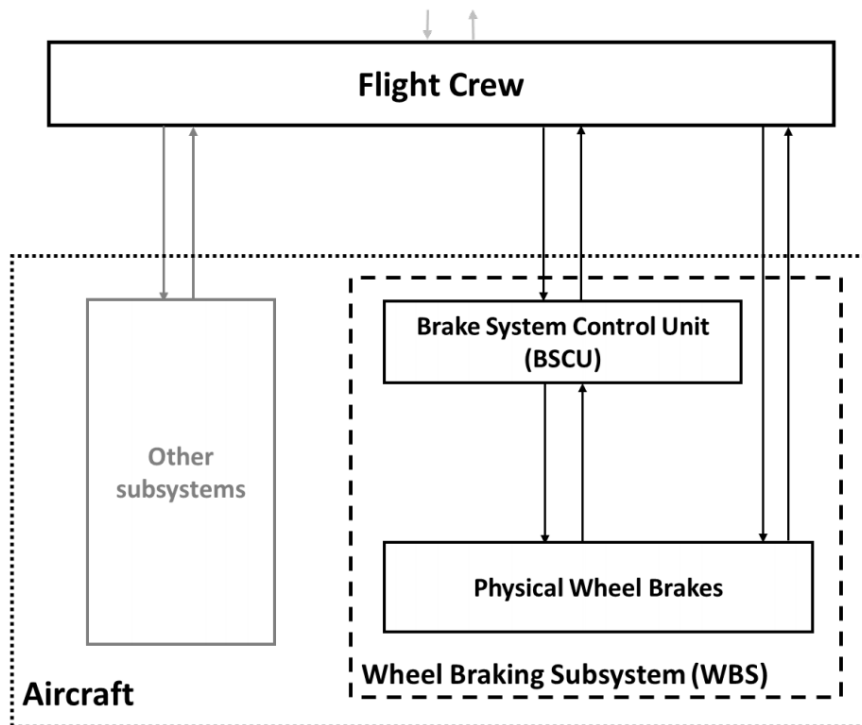 Flight Crew
Brake System Control Unit
(BSCU)
Other
subsystems
Physical Wheel Brakes
Wheel Braking Subsystem (WBS)
Aircraft